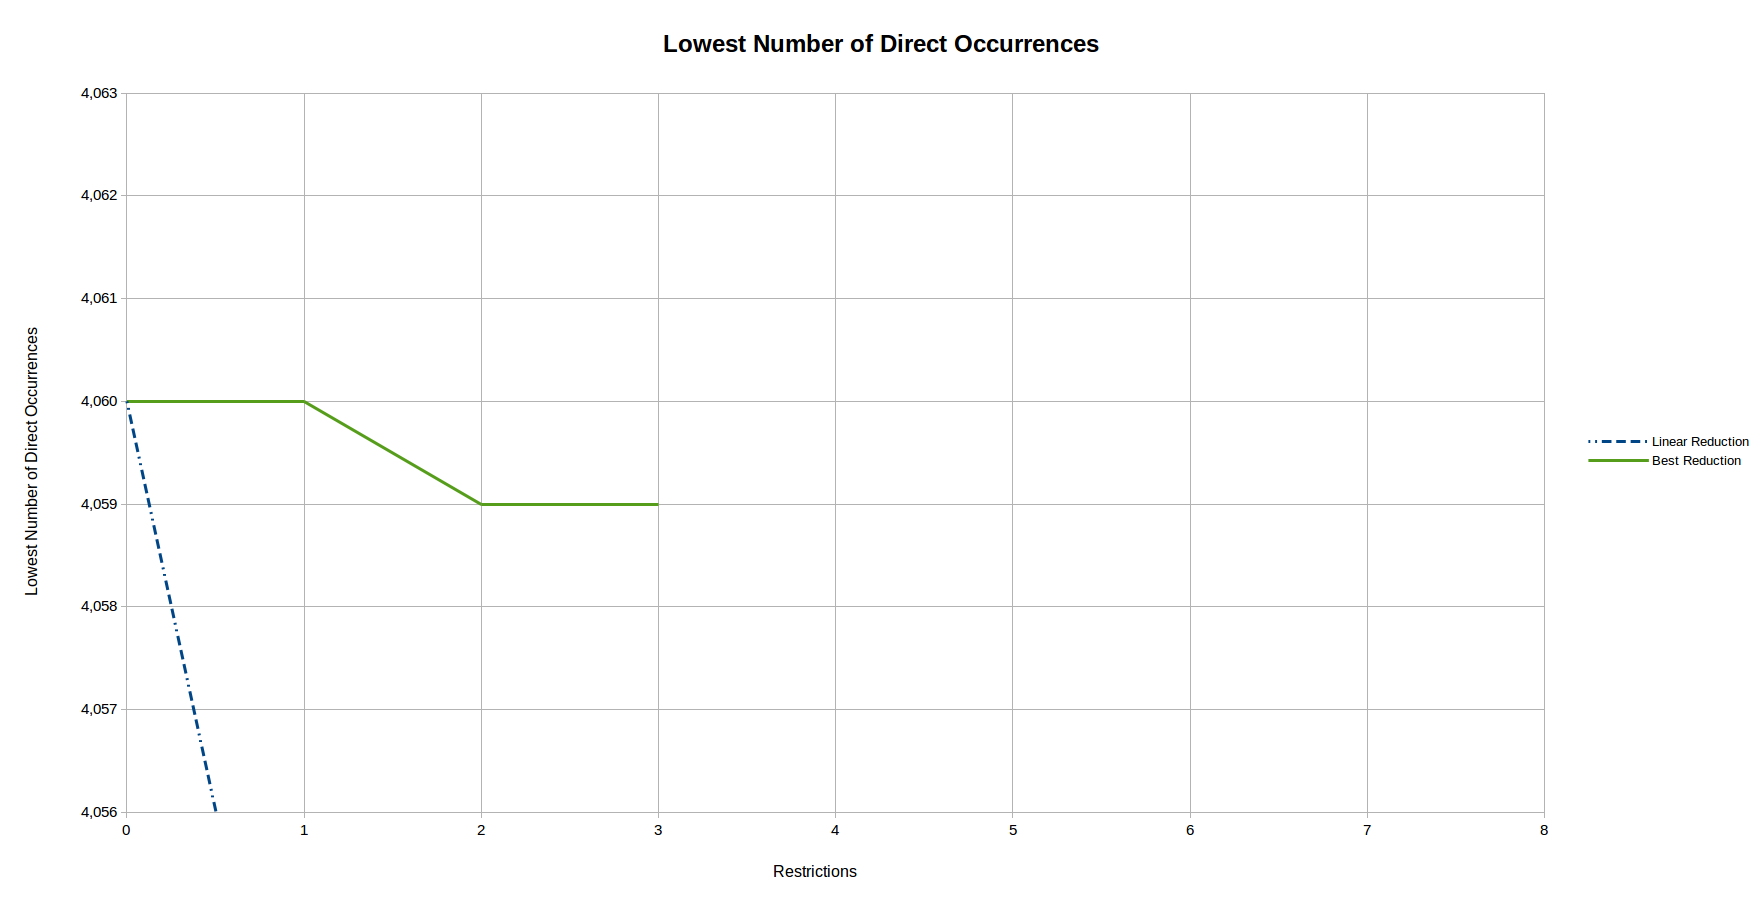 Lowest Number of Direct Occurrences
4,063
4,062
4,061
4,060
4,059
4,058
4,057
4,056
Lowest Number of Direct Occurrences
0 1 2 3 4 5 6 7 8
Restrictions
Linear Reduction
Best Reduction